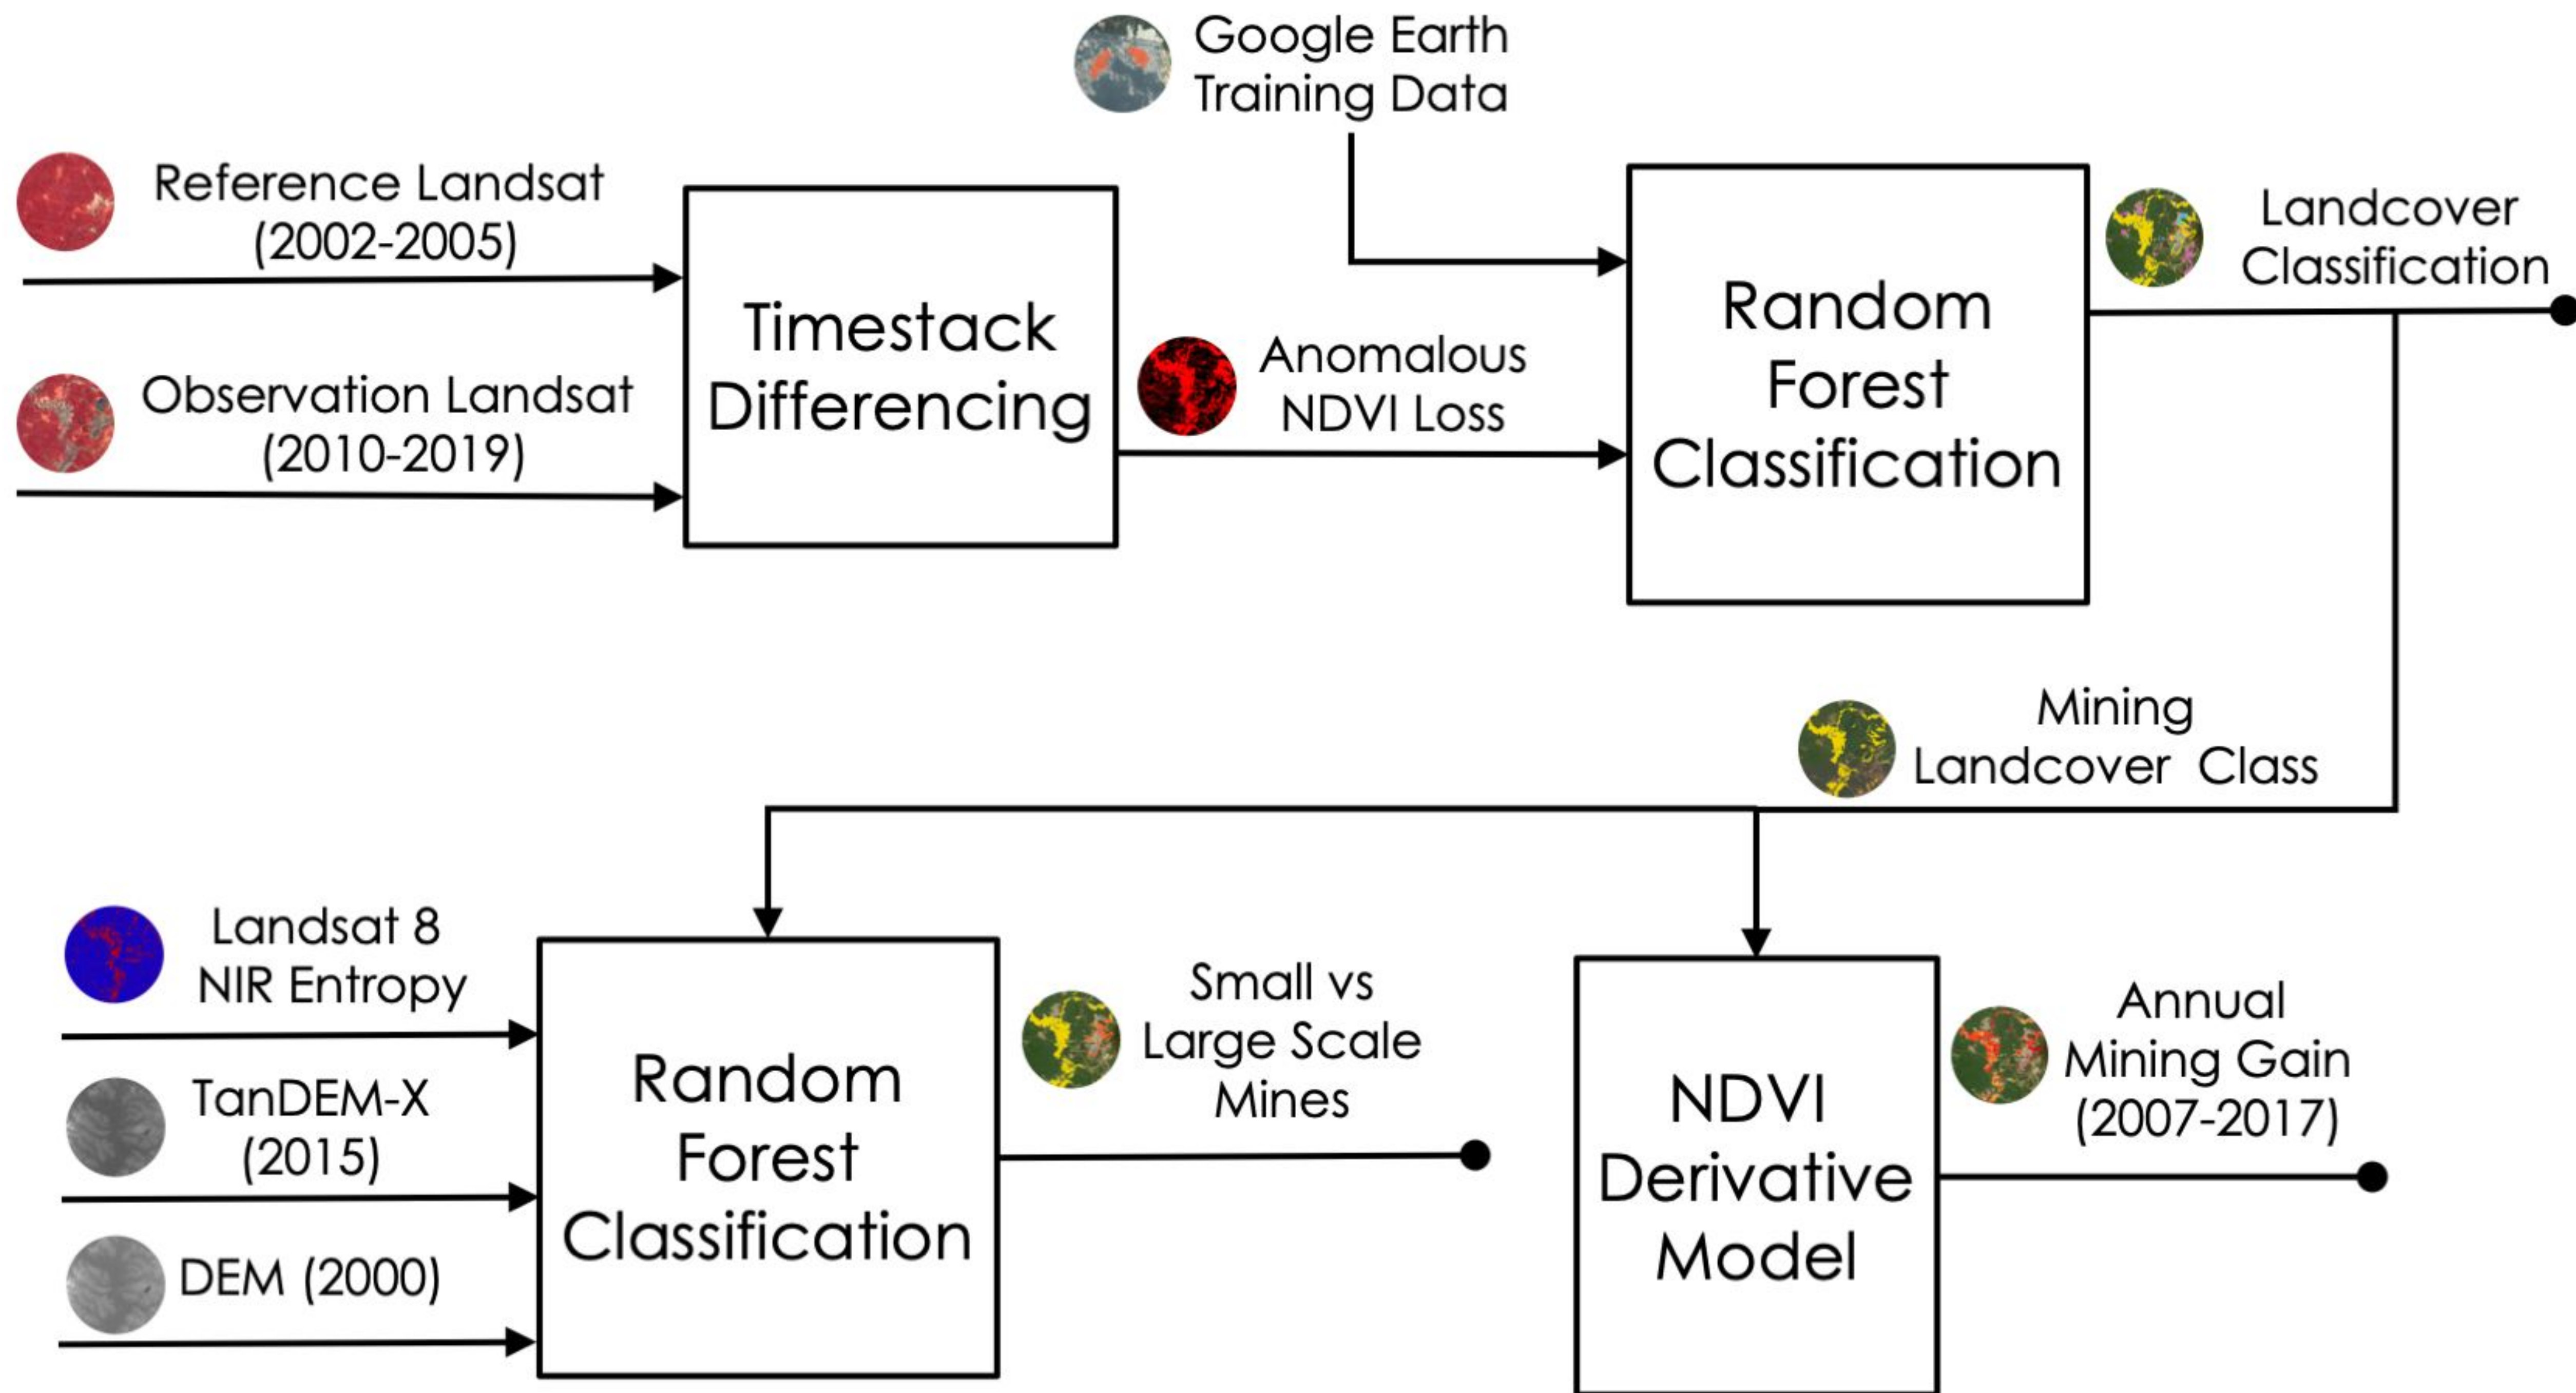 Google Earth
Training Data
Reference Landsat
(2002-2005)
Observation Landsat
(2010-2019)
Timestack
Differencing
Anomalous
NDVI Loss
Random
Forest
Classification
Landcover
Classification
Mining
Landcover Class
Landsat 8
NIR Entropy
TanDEM-X
(2015)
DEM (2000)
Random
Forest
Classification
Small vs
Large Scale
Mines
NDVI
Derivative
Model
Annual
Mining Gain
(2007-2017)